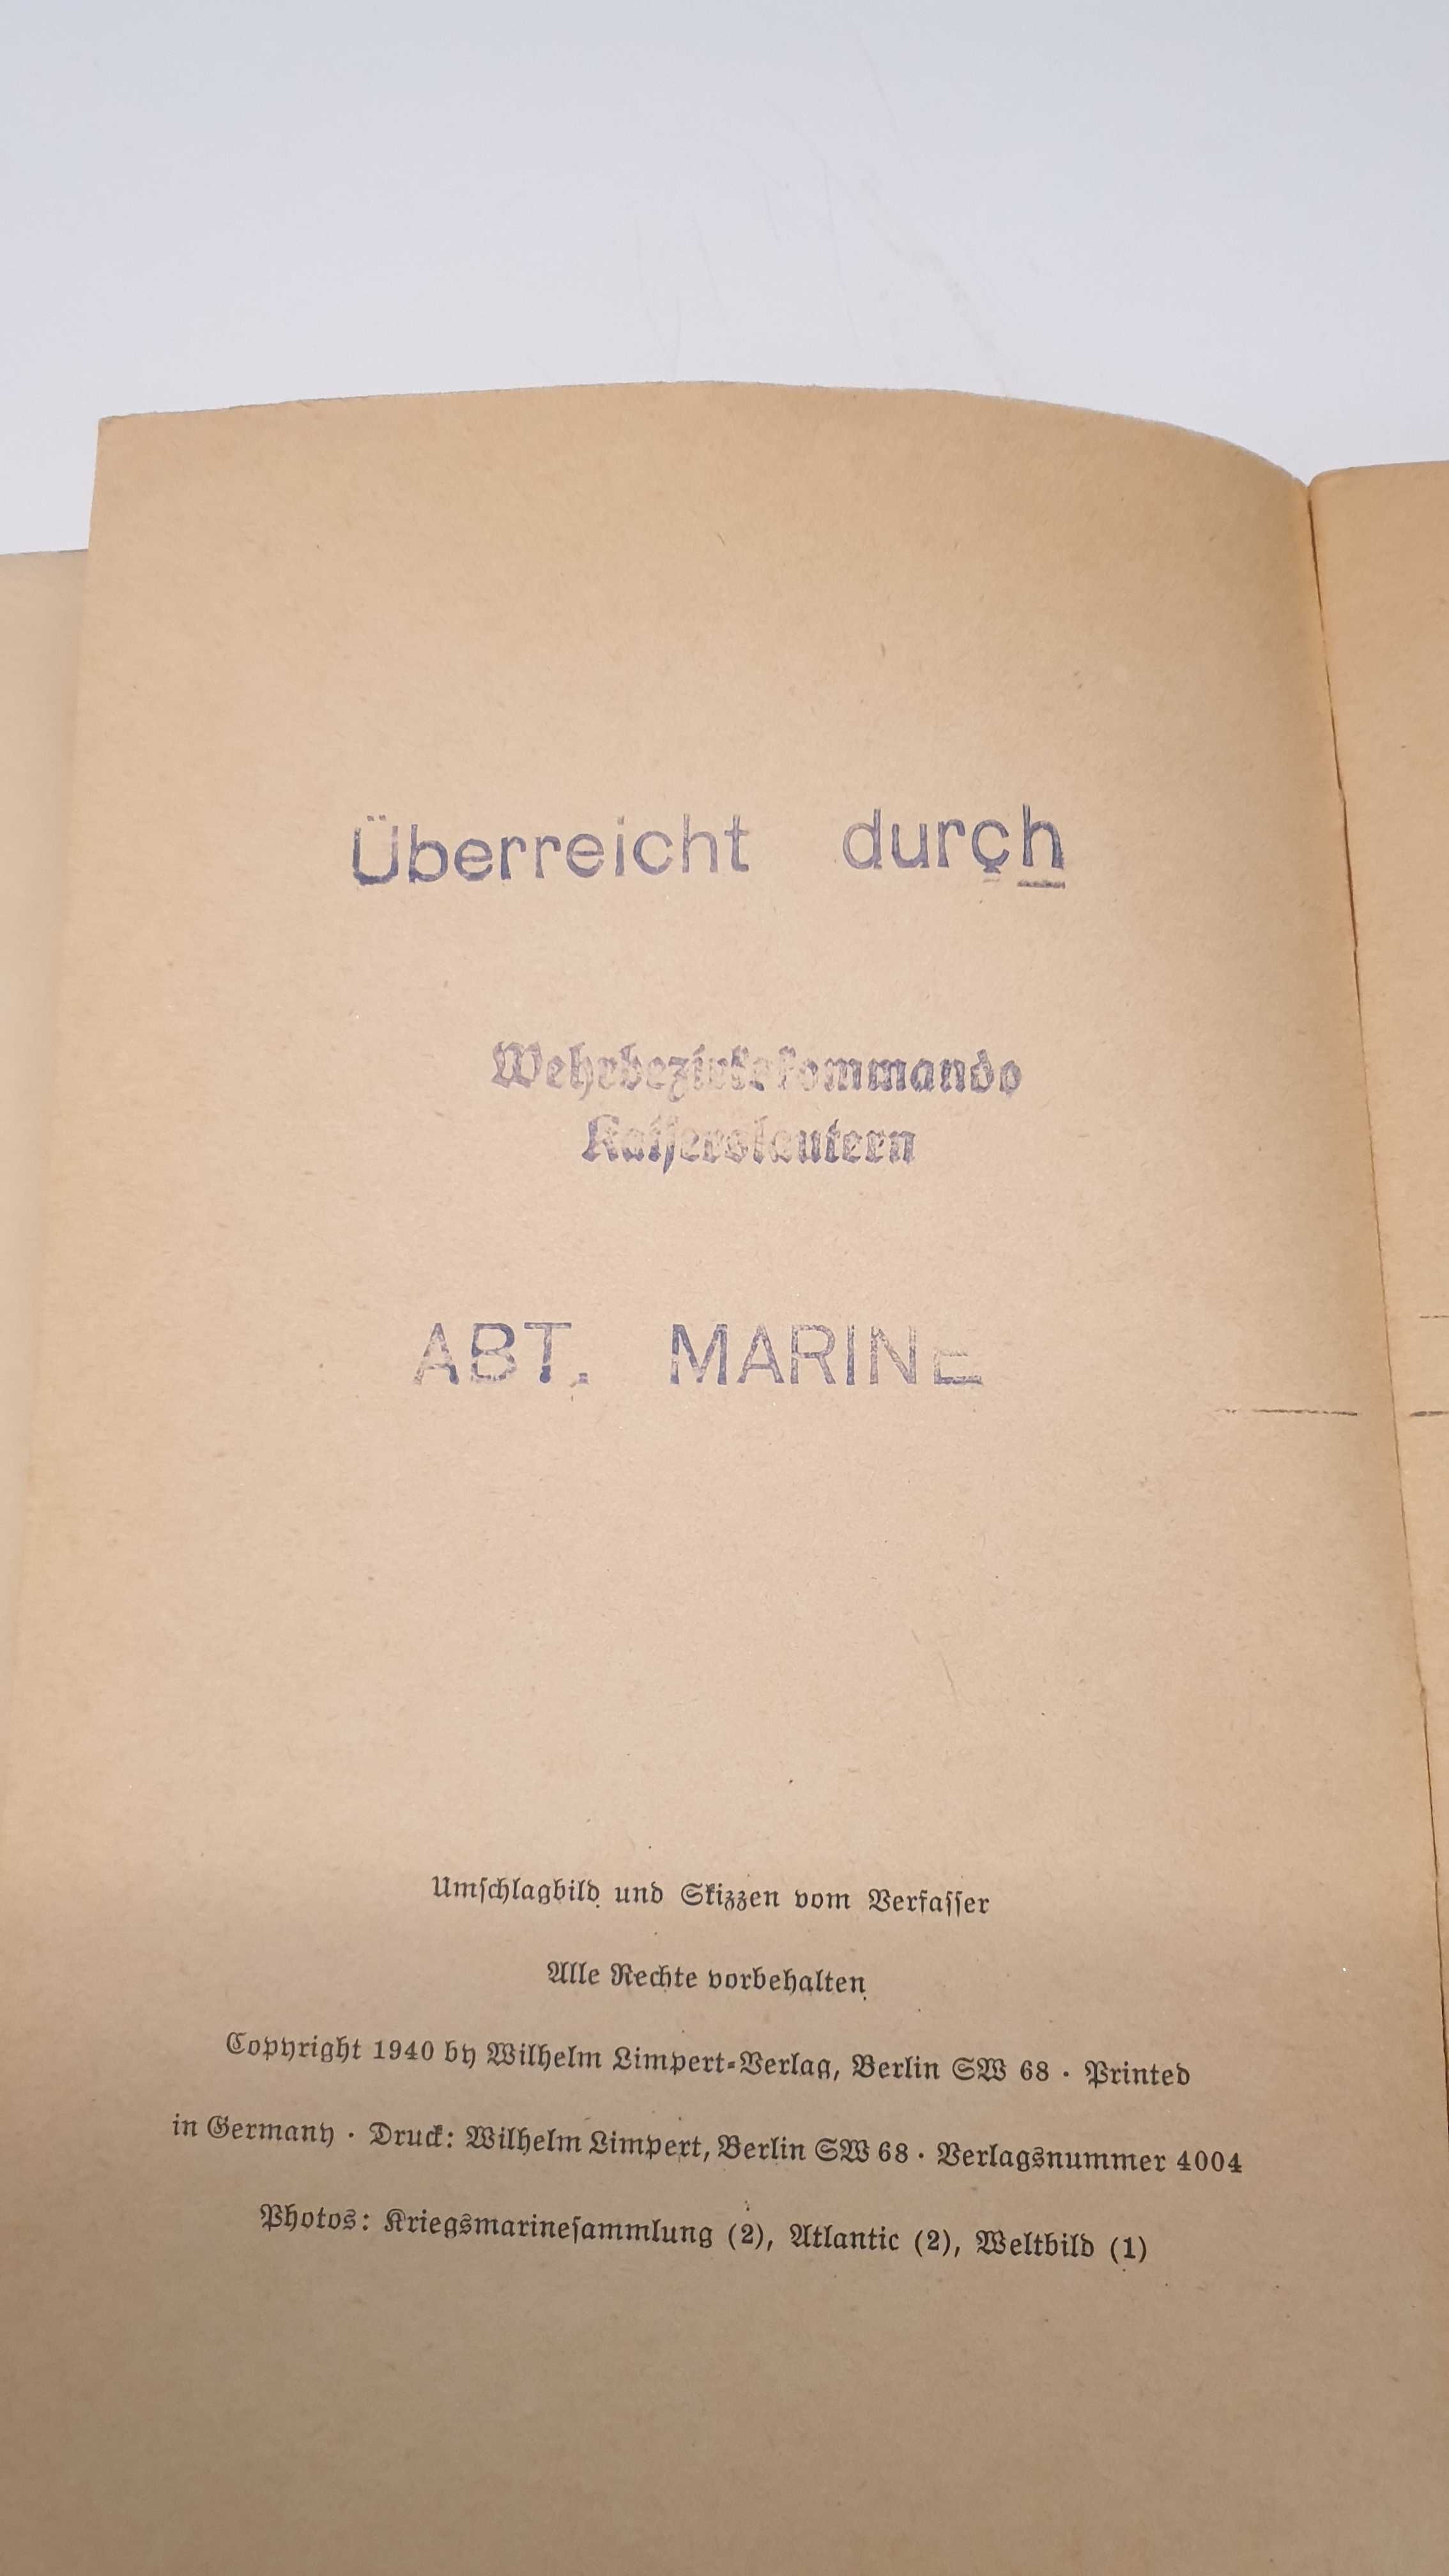 Überreicht durch
Wehrbezirkskommando
Kaiserslautern
ABT. MARINE
Umschlagbild und Skizzen vom Verfasser
Alle Rechte vorbehalten
Copyright 1940 by Wilhelm Limpert-Verlag, Berlin SW 68 · Printed
in Germany · Druck: Wilhelm Limpert, Berlin SW 68 · Verlagsnummer 4004
Photos: Kriegsmarinesammlung (2), Atlantic (2), Weltbild (1)